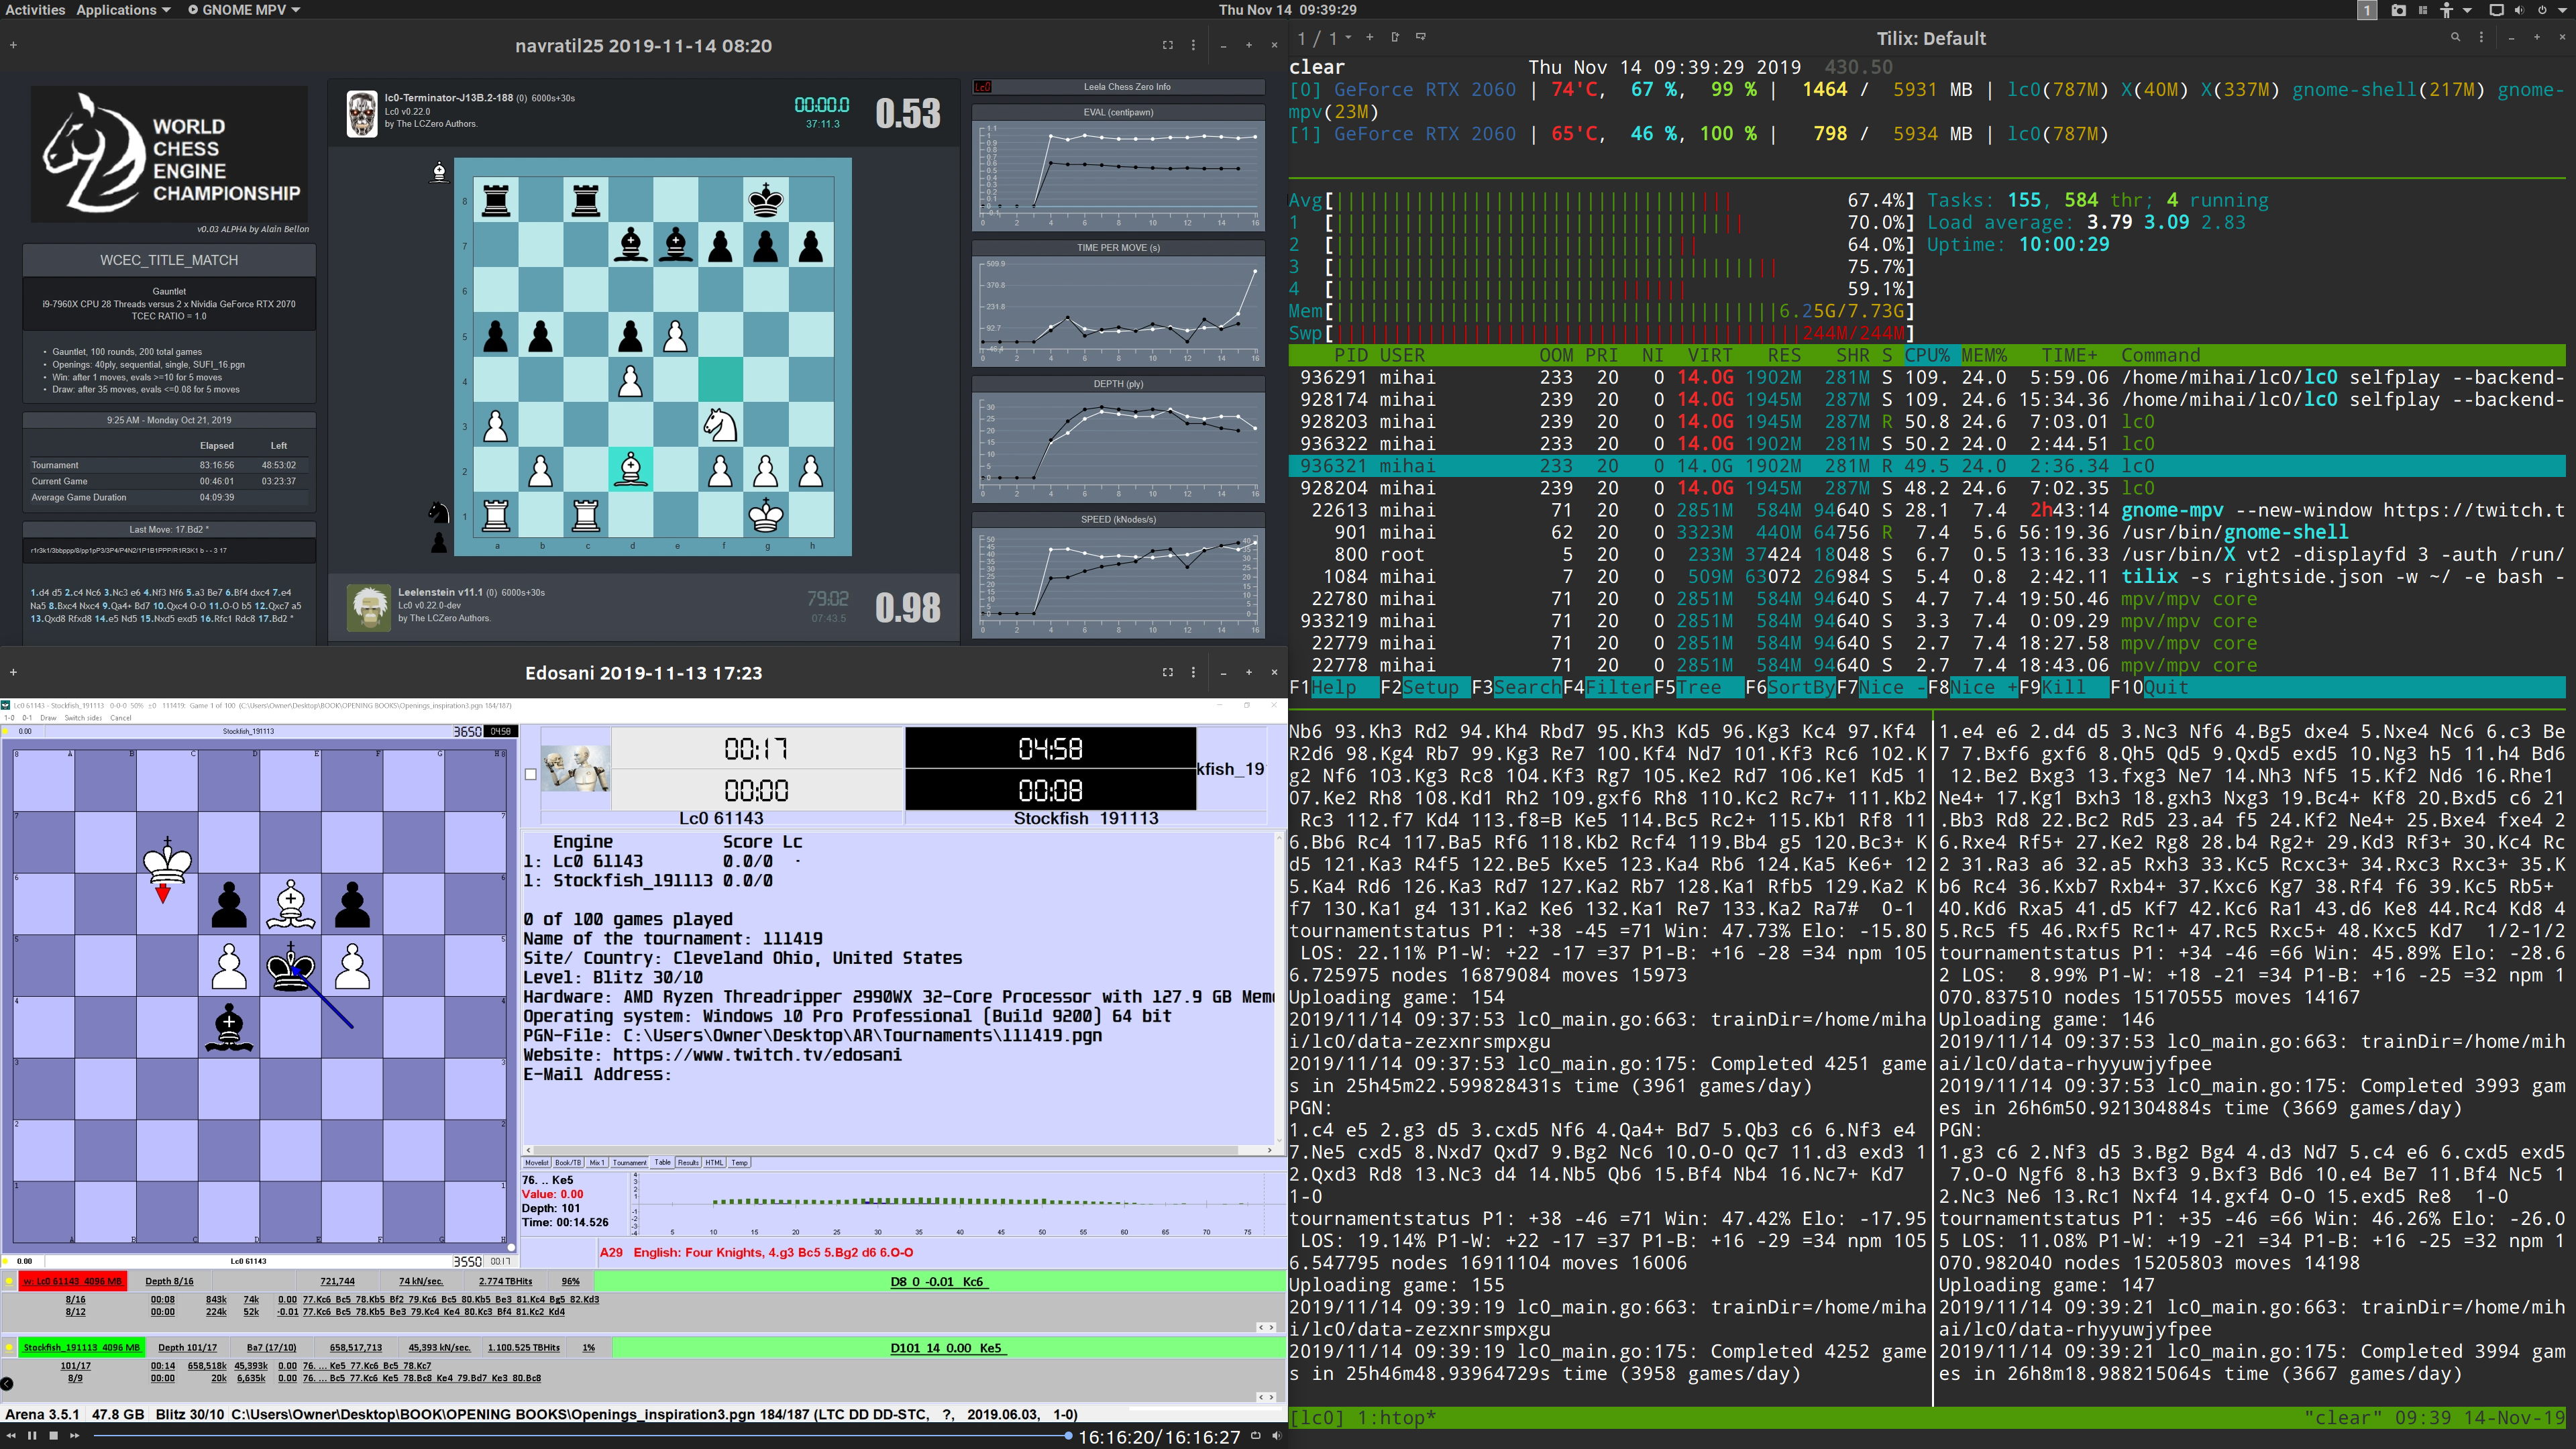 Activities Applications GNOME MPV
Thu Nov 14 09:39:29
1
navratil25 2019-11-14 08:20
WORLD
CHESS
ENGINE
CHAMPIONSHIP
v0.03 ALPHA by Alain Bellon
WCEC_TITLE_MATCH
Gauntlet
i9-7960X CPU 28 Threads versus 2 x Nividia GeForce RTX 2070
TCEC RATIO = 1.0
• Gauntlet, 100 rounds, 200 total games
• Openings: 40ply, sequential, single, SUFI_16.pgn
• Win: after 1 moves, evals >=10 for 5 moves
• Draw: after 35 moves, evals <=0.08 for 5 moves
9:25 AM - Monday Oct 21, 2019
Elapsed Left
Tournament 83:16:56 48:53:02
Current Game 00:46:01 03:23:37
Average Game Duration 04:09:39
Last Move: 17.Bd2 *
r1r3k1/3bbppp/8/pp1pP3/3P4/P4N2/1P1B1PPP/R1R3K1 b - - 3 17
1.d4 d5 2.c4 Nc6 3.Nc3 e6 4.Nf3 Nf6 5.a3 Be7 6.Bf4 dxc4 7.e4
Na5 8.Bxc4 Nxc4 9.Qa4+ Bd7 10.Qxc4 O-O 11.O-O b5 12.Qxc7 a5
13.Qxd8 Rfxd8 14.e5 Nd5 15.Nxd5 exd5 16.Rfc1 Rdc8 17.Bd2 *
lc0-Terminator-J13B.2-188 (0) 6000s+30s
Lc0 v0.22.0
by The LCZero Authors.
00:00.0
37:11.3
0.53
8
7
6
5
4
3
2
1
a b c d e f g h
Leelenstein v11.1 (0) 6000s+30s
Lc0 v0.22.0-dev
by The LCZero Authors.
79:02
07:43.5
0.98
Lc0
Leela Chess Zero Info
EVAL (centipawn)
TIME PER MOVE (s)
DEPTH (ply)
SPEED (kNodes/s)
1 / 1
Tilix: Default
clear Thu Nov 14 09:39:29 2019 430.50
[0] GeForce RTX 2060 | 74'C, 67 %, 99 % | 1464 / 5931 MB | lc0(787M) X(40M) X(337M) gnome-shell(217M) gnome-
mpv(23M)
[1] GeForce RTX 2060 | 65'C, 46 %, 100 % | 798 / 5934 MB | lc0(787M)
Avg[ 67.4%] Tasks: 155, 584 thr; 4 running
1 [ 70.0%] Load average: 3.79 3.09 2.83
2 [ 64.0%] Uptime: 10:00:29
3 [ 75.7%]
4 [ 59.1%]
Mem[ 6.25G/7.73G]
Swp[ 244M/244M]
PID USER OOM PRI NI VIRT RES SHR S CPU% MEM% TIME+ Command
936291 mihai 233 20 0 14.0G 1902M 281M S 109. 24.0 5:59.06 /home/mihai/lc0/lc0 selfplay --backend-
928174 mihai 239 20 0 14.0G 1945M 287M S 109. 24.6 15:34.36 /home/mihai/lc0/lc0 selfplay --backend-
928203 mihai 239 20 0 14.0G 1945M 287M R 50.8 24.6 7:03.01 lc0
936322 mihai 233 20 0 14.0G 1902M 281M S 50.2 24.0 2:44.51 lc0
936321 mihai 233 20 0 14.0G 1902M 281M R 49.5 24.0 2:36.34 lc0
928204 mihai 239 20 0 14.0G 1945M 287M S 48.2 24.6 7:02.35 lc0
22613 mihai 71 20 0 2851M 584M 94640 S 28.1 7.4 2h43:14 gnome-mpv --new-window https://twitch.t
901 mihai 62 20 0 3323M 440M 64756 R 7.4 5.6 56:19.36 /usr/bin/gnome-shell
800 root 5 20 0 233M 37424 18048 S 6.7 0.5 13:16.33 /usr/bin/X vt2 -displayfd 3 -auth /run/
1084 mihai 7 20 0 509M 63072 26984 S 5.4 0.8 2:42.11 tilix -s rightside.json -w ~/ -e bash -
22780 mihai 71 20 0 2851M 584M 94640 S 4.7 7.4 19:50.46 mpv/mpv core
933219 mihai 71 20 0 2851M 584M 94640 S 3.3 7.4 0:09.29 mpv/mpv core
22779 mihai 71 20 0 2851M 584M 94640 S 2.7 7.4 18:27.58 mpv/mpv core
22778 mihai 71 20 0 2851M 584M 94640 S 2.7 7.4 18:43.06 mpv/mpv core
F1Help F2Setup F3SearchF4FilterF5Tree F6SortByF7Nice -F8Nice +F9Kill F10Quit
Nb6 93.Kh3 Rd2 94.Kh4 Rbd7 95.Kh3 Kd5 96.Kg3 Kc4 97.Kf4
R2d6 98.Kg4 Rb7 99.Kg3 Re7 100.Kf4 Nd7 101.Kf3 Rc6 102.K
g2 Nf6 103.Kg3 Rc8 104.Kf3 Rg7 105.Ke2 Rd7 106.Ke1 Kd5 1
07.Ke2 Rh8 108.Kd1 Rh2 109.gxf6 Rh8 110.Kc2 Rc7+ 111.Kb2
Rc3 112.f7 Kd4 113.f8=B Ke5 114.Bc5 Rc2+ 115.Kb1 Rf8 11
6.Bb6 Rc4 117.Ba5 Rf6 118.Kb2 Rcf4 119.Bb4 g5 120.Bc3+ K
d5 121.Ka3 R4f5 122.Be5 Kxe5 123.Ka4 Rb6 124.Ka5 Ke6+ 12
5.Ka4 Rd6 126.Ka3 Rd7 127.Ka2 Rb7 128.Ka1 Rfb5 129.Ka2 K
f7 130.Ka1 g4 131.Ka2 Ke6 132.Ka1 Re7 133.Ka2 Ra7# 0-1
tournamentstatus P1: +38 -45 =71 Win: 47.73% Elo: -15.80
LOS: 22.11% P1-W: +22 -17 =37 P1-B: +16 -28 =34 npm 105
6.725975 nodes 16879084 moves 15973
Uploading game: 154
2019/11/14 09:37:53 lc0_main.go:663: trainDir=/home/miha
i/lc0/data-zezxnrsmpxgu
2019/11/14 09:37:53 lc0_main.go:175: Completed 4251 game
s in 25h45m22.599828431s time (3961 games/day)
PGN:
1.c4 e5 2.g3 d5 3.cxd5 Nf6 4.Qa4+ Bd7 5.Qb3 c6 6.Nf3 e4
7.Ne5 cxd5 8.Nxd7 Qxd7 9.Bg2 Nc6 10.O-O Qc7 11.d3 exd3 1
2.Qxd3 Rd8 13.Nc3 d4 14.Nb5 Qb6 15.Bf4 Nb4 16.Nc7+ Kd7
1-0
tournamentstatus P1: +38 -46 =71 Win: 47.42% Elo: -17.95
LOS: 19.14% P1-W: +22 -17 =37 P1-B: +16 -29 =34 npm 105
6.547795 nodes 16911104 moves 16006
Uploading game: 155
2019/11/14 09:39:19 lc0_main.go:663: trainDir=/home/miha
i/lc0/data-zezxnrsmpxgu
2019/11/14 09:39:19 lc0_main.go:175: Completed 4252 game
s in 25h46m48.93964729s time (3958 games/day)
1.e4 e6 2.d4 d5 3.Nc3 Nf6 4.Bg5 dxe4 5.Nxe4 Nc6 6.c3 Be
7 7.Bxf6 gxf6 8.Qh5 Qd5 9.Qxd5 exd5 10.Ng3 h5 11.h4 Bd6
12.Be2 Bxg3 13.fxg3 Ne7 14.Nh3 Nf5 15.Kf2 Nd6 16.Rhe1
Ne4+ 17.Kg1 Bxh3 18.gxh3 Nxg3 19.Bc4+ Kf8 20.Bxd5 c6 21
.Bb3 Rd8 22.Bc2 Rd5 23.a4 f5 24.Kf2 Ne4+ 25.Bxe4 fxe4 2
6.Rxe4 Rf5+ 27.Ke2 Rg8 28.b4 Rg2+ 29.Kd3 Rf3+ 30.Kc4 Rc
2 31.Ra3 a6 32.a5 Rxh3 33.Kc5 Rcxc3+ 34.Rxc3 Rxc3+ 35.K
b6 Rc4 36.Kxb7 Rxb4+ 37.Kxc6 Kg7 38.Rf4 f6 39.Kc5 Rb5+
40.Kd6 Rxa5 41.d5 Kf7 42.Kc6 Ra1 43.d6 Ke8 44.Rc4 Kd8 4
5.Rc5 f5 46.Rxf5 Rc1+ 47.Rc5 Rxc5+ 48.Kxc5 Kd7 1/2-1/2
tournamentstatus P1: +34 -46 =66 Win: 45.89% Elo: -28.6
2 LOS: 8.99% P1-W: +18 -21 =34 P1-B: +16 -25 =32 npm 1
070.837510 nodes 15170555 moves 14167
Uploading game: 146
2019/11/14 09:37:53 lc0_main.go:663: trainDir=/home/mih
ai/lc0/data-rhyyuwjyfpee
2019/11/14 09:37:53 lc0_main.go:175: Completed 3993 gam
es in 26h6m50.921304884s time (3669 games/day)
PGN:
1.g3 c6 2.Nf3 d5 3.Bg2 Bg4 4.d3 Nd7 5.c4 e6 6.cxd5 exd5
7.O-O Ngf6 8.h3 Bxf3 9.Bxf3 Bd6 10.e4 Be7 11.Bf4 Nc5 1
2.Nc3 Ne6 13.Rc1 Nxf4 14.gxf4 O-O 15.exd5 Re8 1-0
tournamentstatus P1: +35 -46 =66 Win: 46.26% Elo: -26.0
5 LOS: 11.08% P1-W: +19 -21 =34 P1-B: +16 -25 =32 npm 1
070.982040 nodes 15205803 moves 14198
Uploading game: 147
2019/11/14 09:39:21 lc0_main.go:663: trainDir=/home/mih
ai/lc0/data-rhyyuwjyfpee
2019/11/14 09:39:21 lc0_main.go:175: Completed 3994 gam
es in 26h8m18.988215064s time (3667 games/day)
[lc0] 1:htop*
"clear" 09:39 14-Nov-19
Edosani 2019-11-13 17:23
Lc0 61143 - Stockfish_191113 0-0-0 50% ±0 111419: Game 1 of 100 (C:\Users\Owner\Desktop\BOOK\OPENING BOOKS\Openings_inspiration3.pgn 184/187)
1-0 0-1 Draw Switch sides Cancel
0.00 Stockfish_191113 3650 04:58
00:17 04:58
00:00 00:08
kfish_19
Lc0 61143 Stockfish 191113
Engine Score Lc
1: Lc0 61143 0.0/0 ·
1: Stockfish_191113 0.0/0
0 of 100 games played
Name of the tournament: 111419
Site/ Country: Cleveland Ohio, United States
Level: Blitz 30/10
Hardware: AMD Ryzen Threadripper 2990WX 32-Core Processor with 127.9 GB Mem
Operating system: Windows 10 Pro Professional (Build 9200) 64 bit
PGN-File: C:\Users\Owner\Desktop\AR\Tournaments\111419.pgn
Website: https://www.twitch.tv/edosani
E-Mail Address:
Movelist Book/TB Mix 1 Tournament Table Results HTML Temp
76. .. Ke5
Value: 0.00
Depth: 101
Time: 00:14.526
5 10 15 20 25 30 35 40 45 50 55 60 65 70 75
A29 English: Four Knights, 4.g3 Bc5 5.Bg2 d6 6.O-O
0.00 Lc0 61143 3550 00:17
w: Lc0 61143 4096 MB Depth 8/16 721,744 74 kN/sec. 2.774 TBHits 96% D8 0 -0.01 Kc6
8/16 00:08 843k 74k 0.00 77.Kc6 Bc5 78.Kb5 Bf2 79.Kc6 Bc5 80.Kb5 Be3 81.Kc4 Bg5 82.Kd3
8/12 00:00 224k 52k -0.01 77.Kc6 Bc5 78.Kb5 Be3 79.Kc4 Ke4 80.Kc3 Bf4 81.Kc2 Kd4
Stockfish_191113 4096 MB Depth 101/17 Ba7 (17/10) 658,517,713 45,393 kN/sec. 1.100.525 TBHits 1% D101 14 0.00 Ke5
101/17 00:14 658,518k 45,393k 0.00 76. ... Ke5 77.Kc6 Bc5 78.Kc7
8/9 00:00 20k 6,635k 0.00 76. ... Bc5 77.Kc6 Ke5 78.Bc8 Ke4 79.Bd7 Ke3 80.Bc8
Arena 3.5.1 47.8 GB Blitz 30/10 C:\Users\Owner\Desktop\BOOK\OPENING BOOKS\Openings_inspiration3.pgn 184/187 (LTC DD DD-STC, ?, 2019.06.03, 1-0)
16:16:20/16:16:27